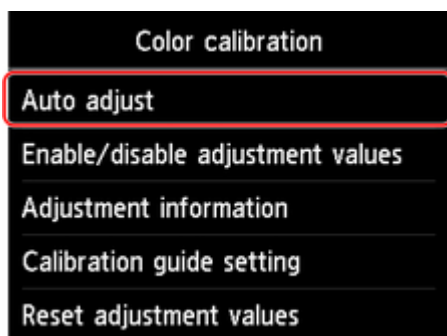 Color calibration
Auto adjust
Enable/disable adjustment values
Adjustment information
Calibration guide setting
Reset adjustment values